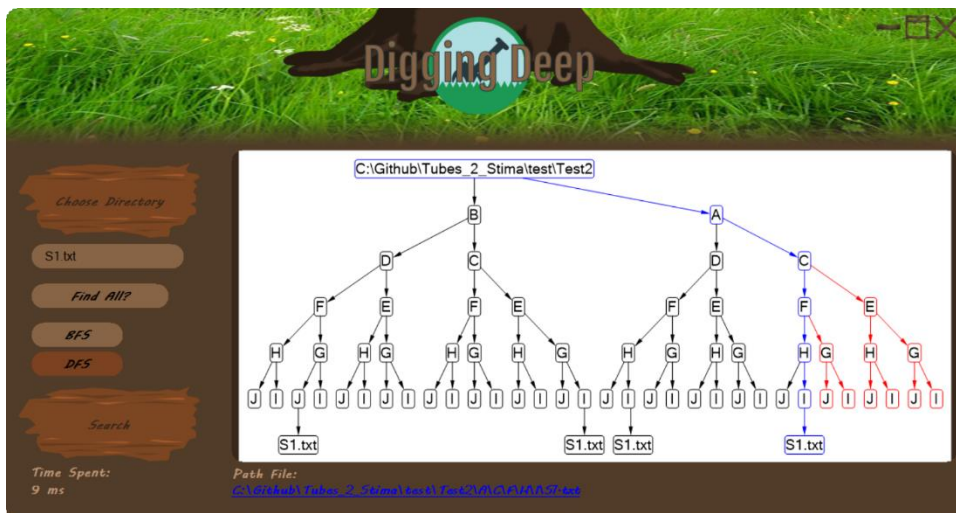 Digging Deep
Choose Directory
S1.txt
Find All?
BFS
DFS
Search
Time Spent:
9 ms
C:\Github\Tubes_2_Stima\test\Test2
B A
D C D C
F E F E F E F E
H G H G H G H G H G H G H G H G
J I J I J I J I J I J I J I J I J I J I J I J I J I J I J I J I
S1.txt S1.txt S1.txt S1.txt
Path File:
C:\Github\Tubes_2_Stima\test\Test2\A\C\F\H\I\S1.txt